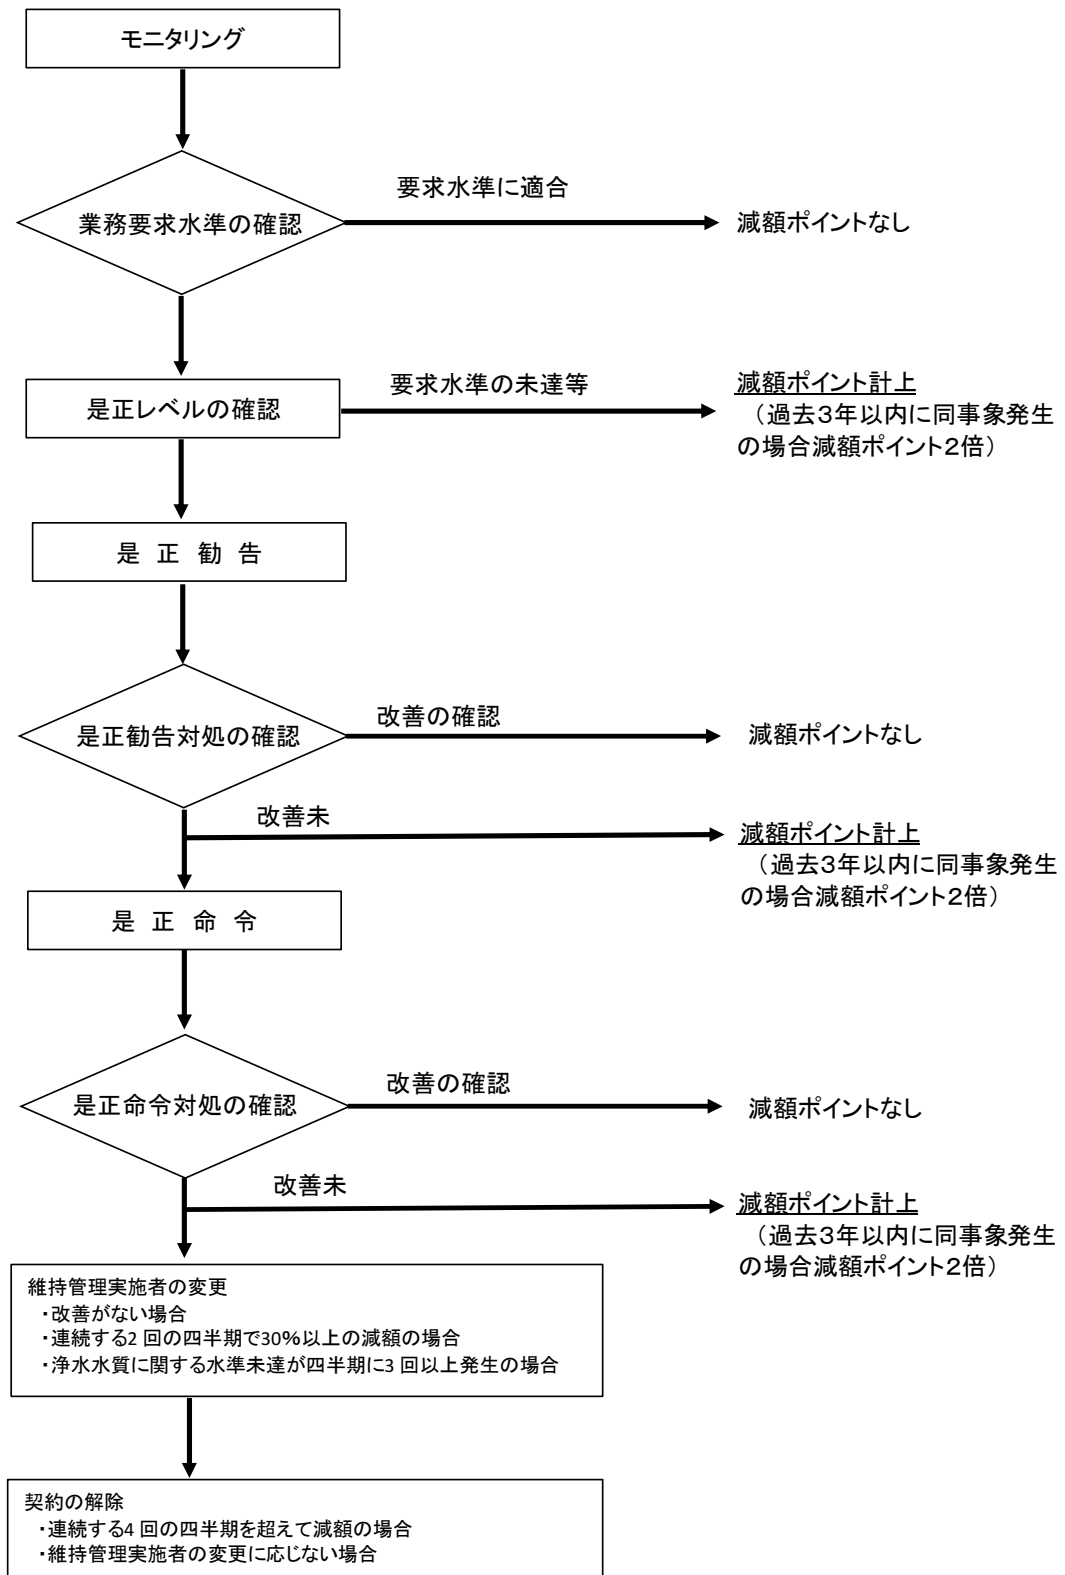 モニタリング
業務要求水準の確認
要求水準に適合
減額ポイントなし
是正レベルの確認
要求水準の未達等
減額ポイント計上
（過去３年以内に同事象発生
の場合減額ポイント２倍）
是 正 勧 告
是正勧告対処の確認
改善の確認
減額ポイントなし
改善未
減額ポイント計上
（過去３年以内に同事象発生
の場合減額ポイント２倍）
是 正 命 令
是正命令対処の確認
改善の確認
減額ポイントなし
改善未
減額ポイント計上
（過去３年以内に同事象発生
の場合減額ポイント２倍）
維持管理実施者の変更
・改善がない場合
・連続する2 回の四半期で30%以上の減額の場合
・浄水水質に関する水準未達が四半期に3 回以上発生の場合
契約の解除
・連続する4 回の四半期を超えて減額の場合
・維持管理実施者の変更に応じない場合